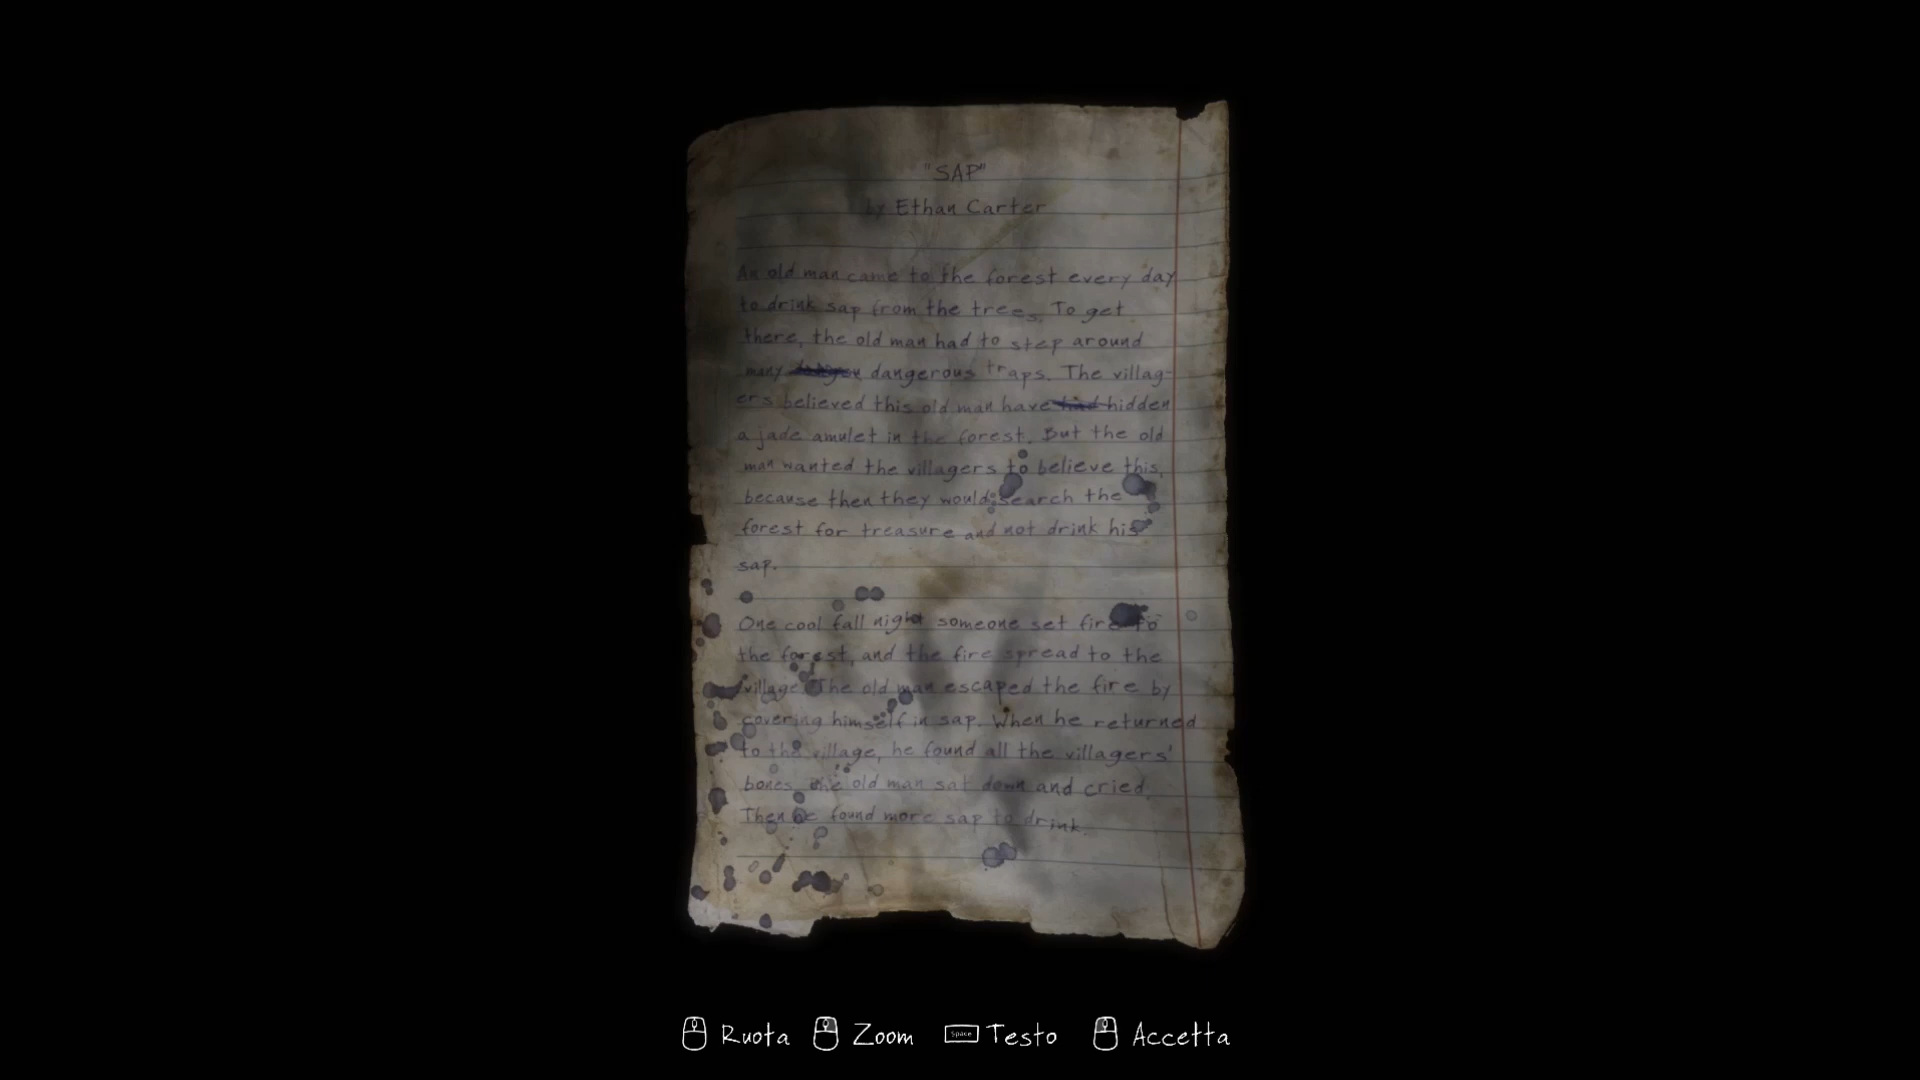 "SAP"
by Ethan Carter
An old man came to the forest every day
to drink sap from the trees. To get
there, the old man had to step around
many dangerous traps. The villag-
ers believed this old man have had hidden
a jade amulet in the forest. But the old
man wanted the villagers to believe this,
because then they would search the
forest for treasure and not drink his
sap.
One cool fall night someone set fire to
the forest, and the fire spread to the
village. The old man escaped the fire by
covering himself in sap. When he returned
to the village, he found all the villagers'
bones. The old man sat down and cried.
Then he found more sap to drink.
Ruota Zoom Space Testo Accetta